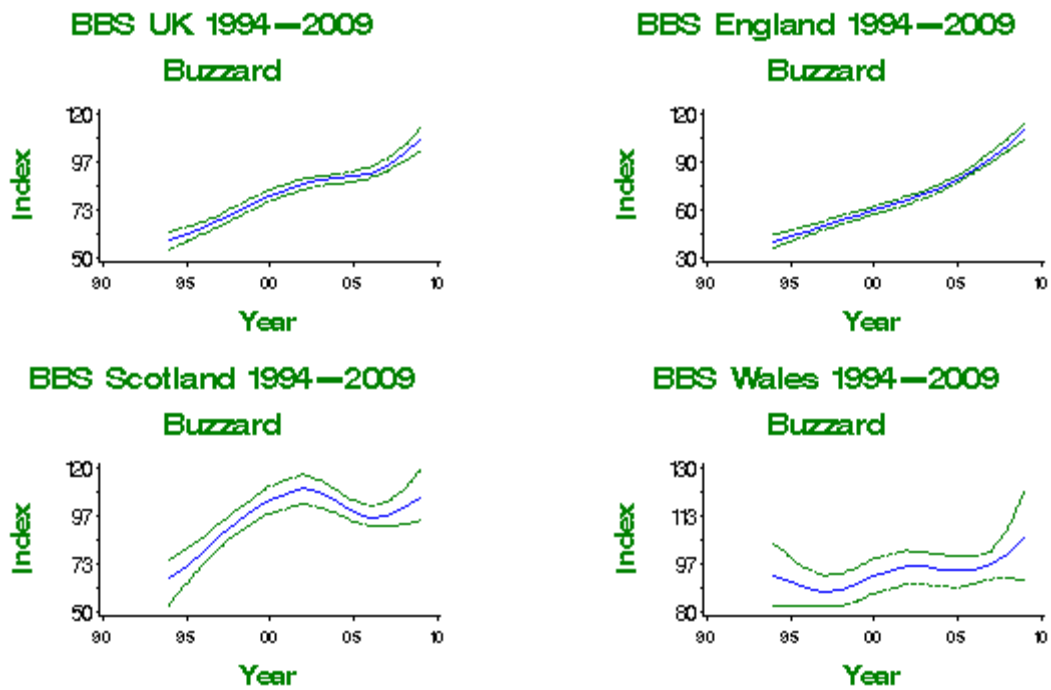 BBS UK 1994—2009
Buzzard
120
97
73
50
Index
90 95 00 05 10
Year
BBS England 1994—2009
Buzzard
120
90
60
30
Index
90 95 00 05 10
Year
BBS Scotland 1994—2009
Buzzard
120
97
73
50
Index
90 95 00 05 10
Year
BBS Wales 1994—2009
Buzzard
130
113
97
80
Index
90 95 00 05 10
Year